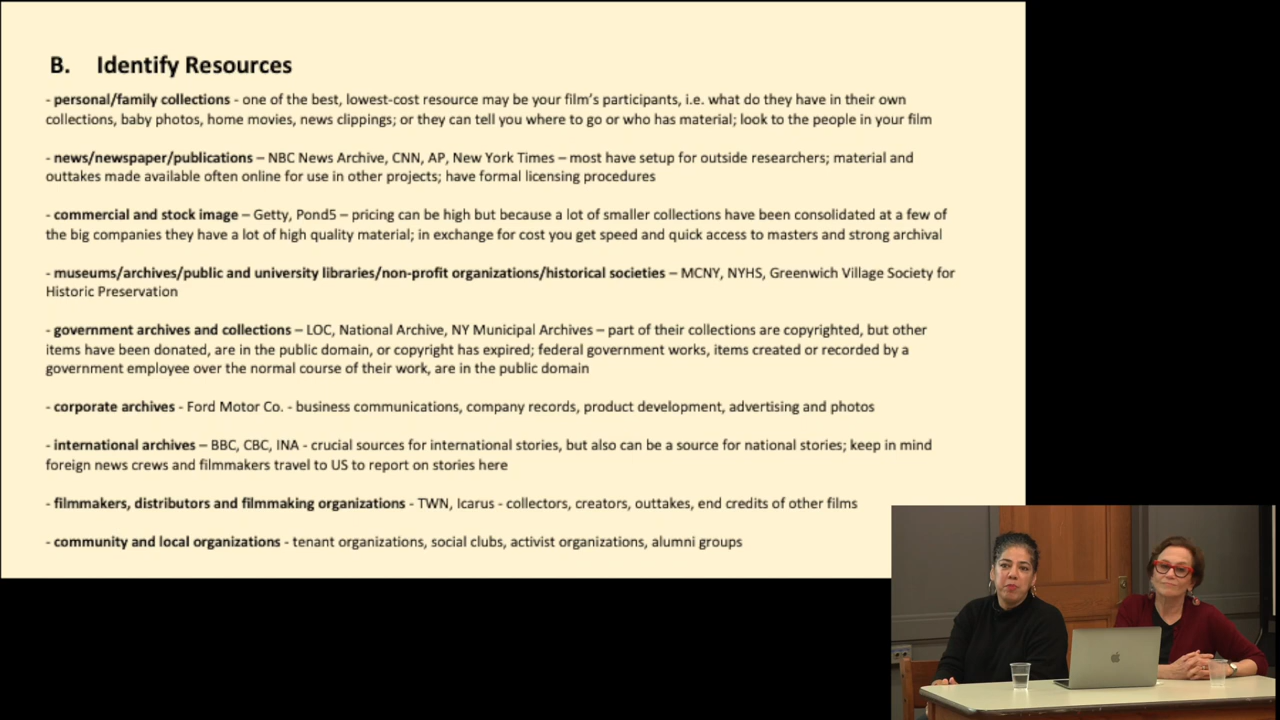 B. Identify Resources
- personal/family collections - one of the best, lowest-cost resource may be your film's participants, i.e. what do they have in their own
collections, baby photos, home movies, news clippings; or they can tell you where to go or who has material; look to the people in your film
- news/newspaper/publications – NBC News Archive, CNN, AP, New York Times – most have setup for outside researchers; material and
outtakes made available often online for use in other projects; have formal licensing procedures
- commercial and stock image – Getty, Pond5 – pricing can be high but because a lot of smaller collections have been consolidated at a few of
the big companies they have a lot of high quality material; in exchange for cost you get speed and quick access to masters and strong archival
- museums/archives/public and university libraries/non-profit organizations/historical societies – MCNY, NYHS, Greenwich Village Society for
Historic Preservation
- government archives and collections – LOC, National Archive, NY Municipal Archives – part of their collections are copyrighted, but other
items have been donated, are in the public domain, or copyright has expired; federal government works, items created or recorded by a
government employee over the normal course of their work, are in the public domain
- corporate archives - Ford Motor Co. - business communications, company records, product development, advertising and photos
- international archives – BBC, CBC, INA - crucial sources for international stories, but also can be a source for national stories; keep in mind
foreign news crews and filmmakers travel to US to report on stories here
- filmmakers, distributors and filmmaking organizations - TWN, Icarus - collectors, creators, outtakes, end credits of other films
- community and local organizations - tenant organizations, social clubs, activist organizations, alumni groups